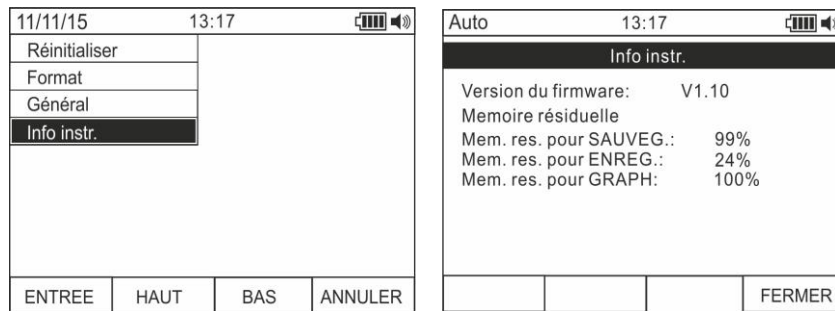 11/11/15 13:17
Réinitialiser
Format
Général
Info instr.
ENTREE HAUT BAS ANNULER
Auto 13:17
Info instr.
Version du firmware: V1.10
Memoire résiduelle
Mem. res. pour SAUVEG.: 99%
Mem. res. pour ENREG.: 24%
Mem. res. pour GRAPH: 100%
FERMER